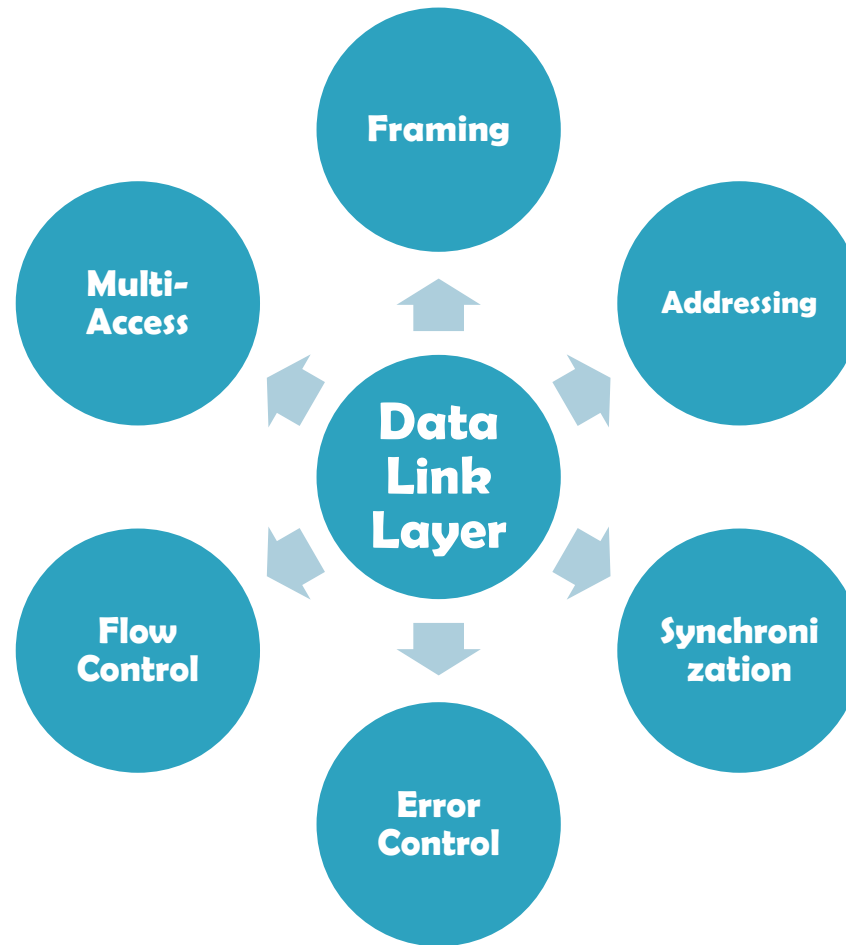 Framing
Multi-
Access
Addressing
Data
Link
Layer
Flow
Control
Synchroni
zation
Error
Control